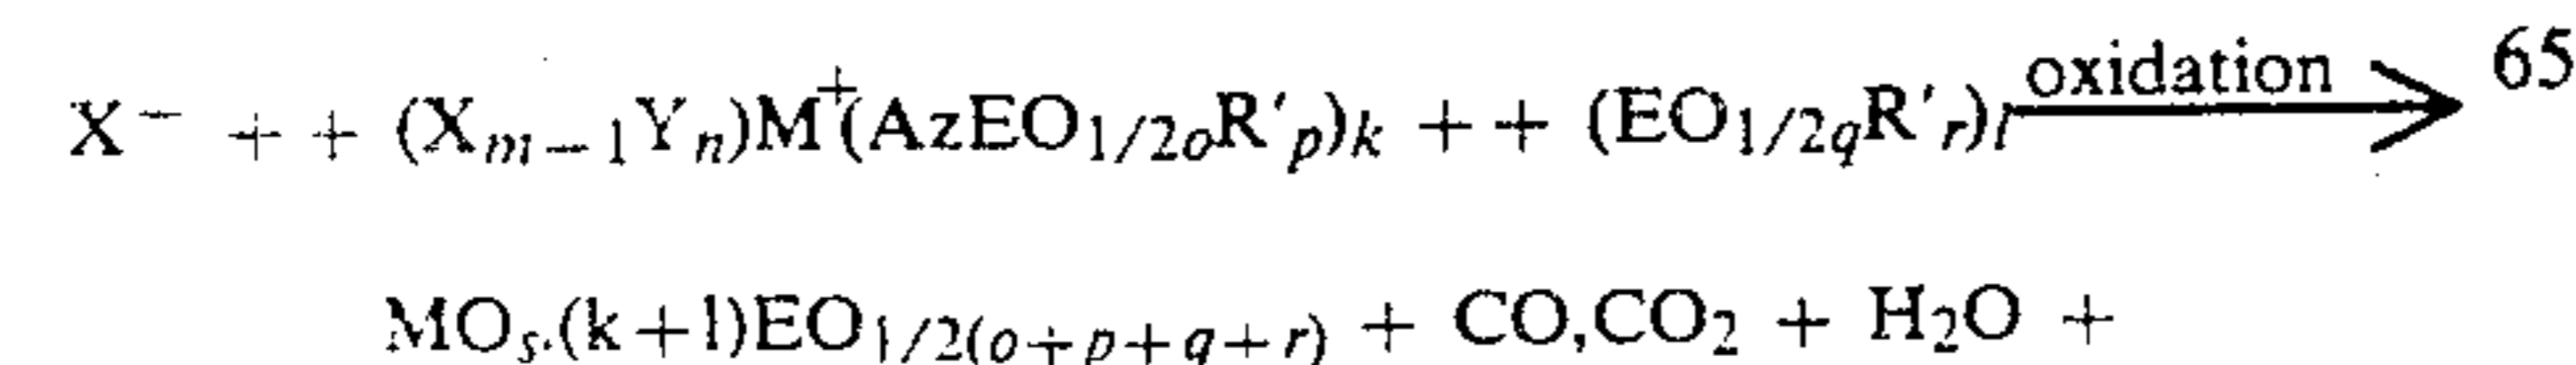 X⁻ + + (Xₘ₋₁Yₙ)M⁺(AzEO₁/₂ₒR′ₚ)ₖ + + (EO₁/₂qR′ᵣ)ₗ oxidation > 65
MOₛ.(k+l)EO₁/₂₍ₒ₊ₚ₊q₊ᵣ₎ + CO,CO₂ + H₂O +